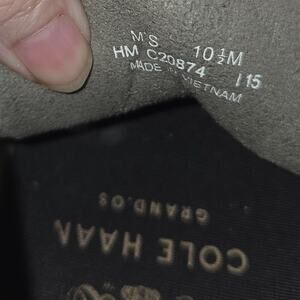 M'S 10½M
HM C20874 I15
MADE IN VIETNAM
GRAND.OS
COLE HAAN